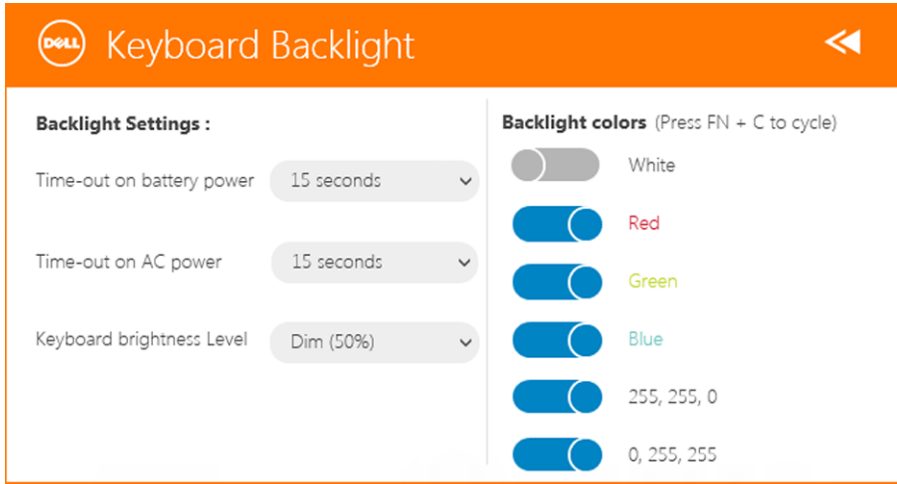 DELL Keyboard Backlight
Backlight Settings :
Time-out on battery power 15 seconds
Time-out on AC power 15 seconds
Keyboard brightness Level Dim (50%)
Backlight colors (Press FN + C to cycle)
White
Red
Green
Blue
255, 255, 0
0, 255, 255